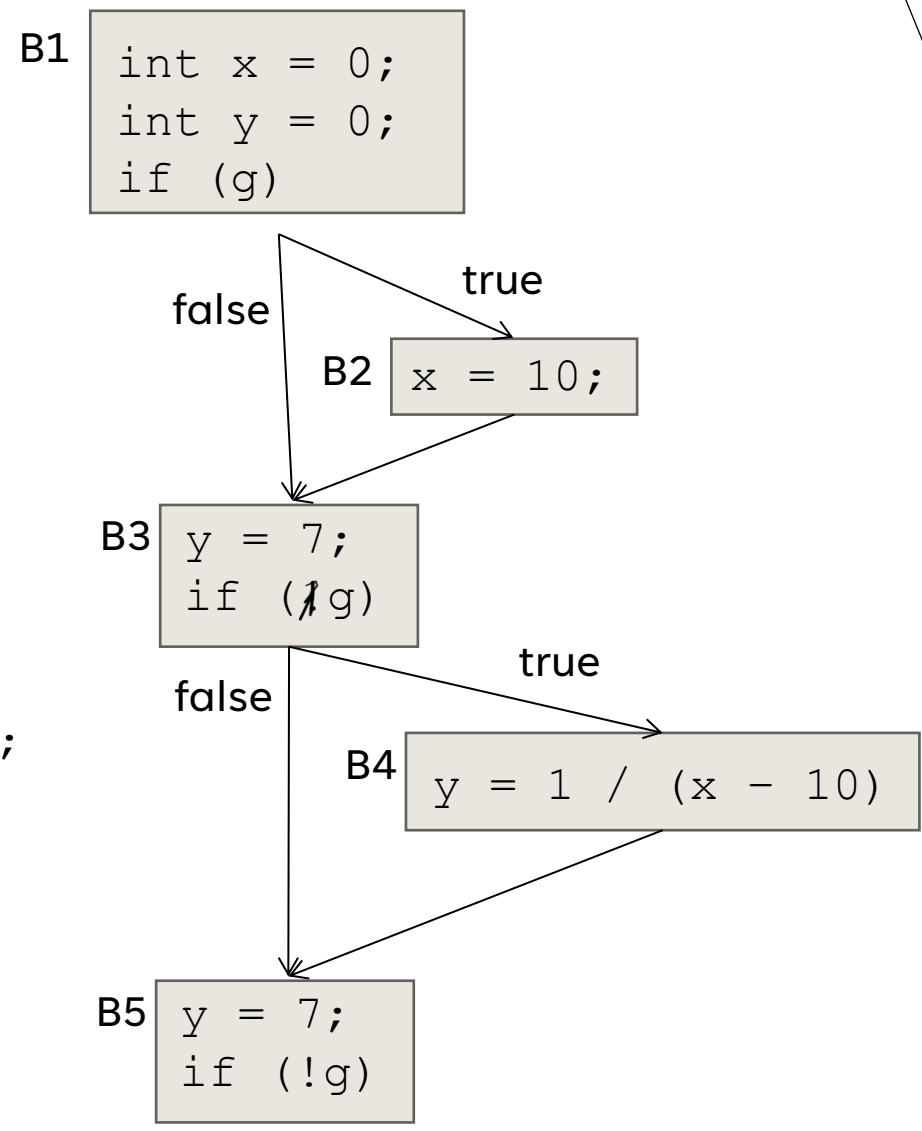 B1
int x = 0;
int y = 0;
if (g)
true
false
B2
x = 10;
B3
y = 7;
if (!g)
true
false
;
B4
y = 1 / (x - 10)
B5
y = 7;
if (!g)